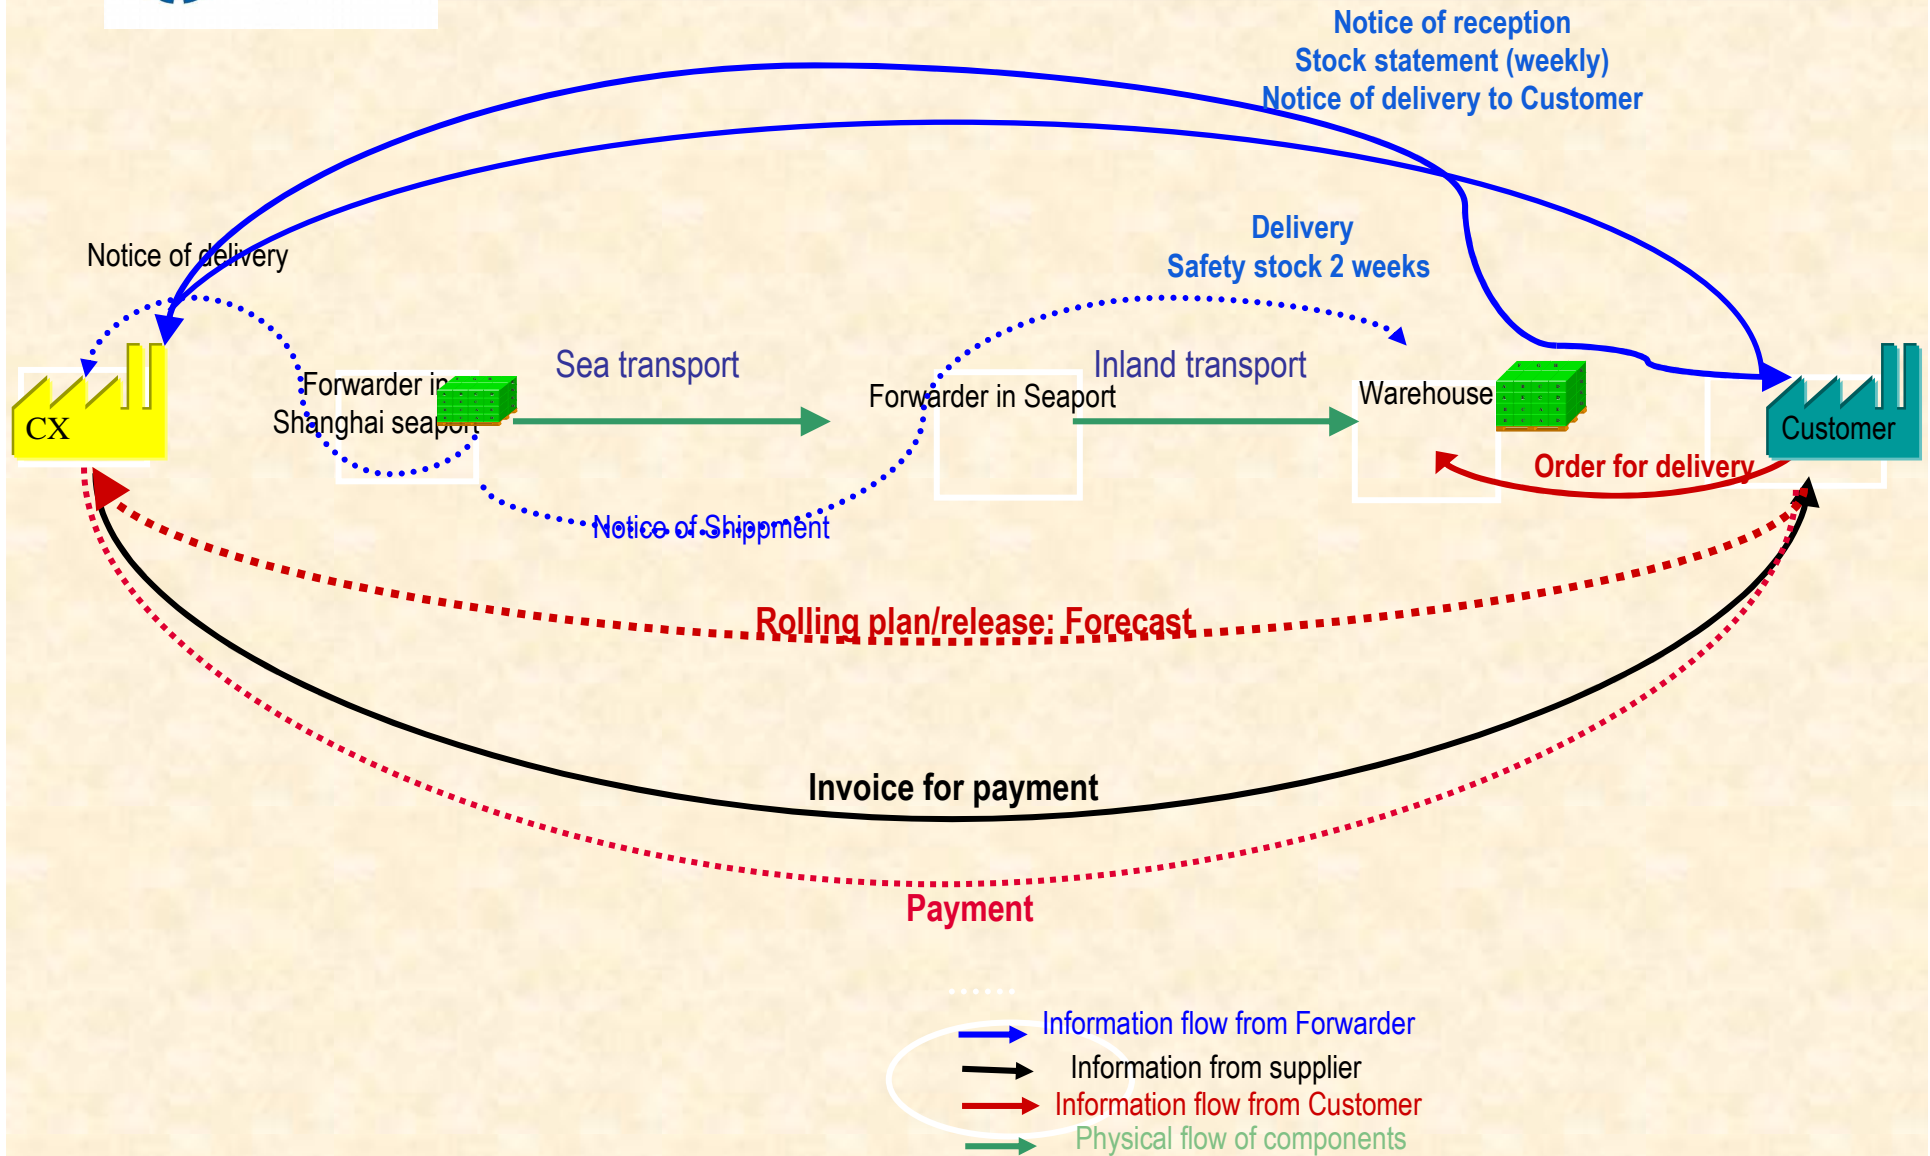 Notice of reception
Stock statement (weekly)
Notice of delivery to Customer
Notice of delivery
Delivery
Safety stock 2 weeks
CX
Forwarder in
Shanghai seaport
Sea transport
Forwarder in Seaport
Inland transport
Warehouse
Customer
Order for delivery
Notice of Shippment
Rolling plan/release: Forecast
Invoice for payment
Payment
Information flow from Forwarder
Information from supplier
Information flow from Customer
Physical flow of components